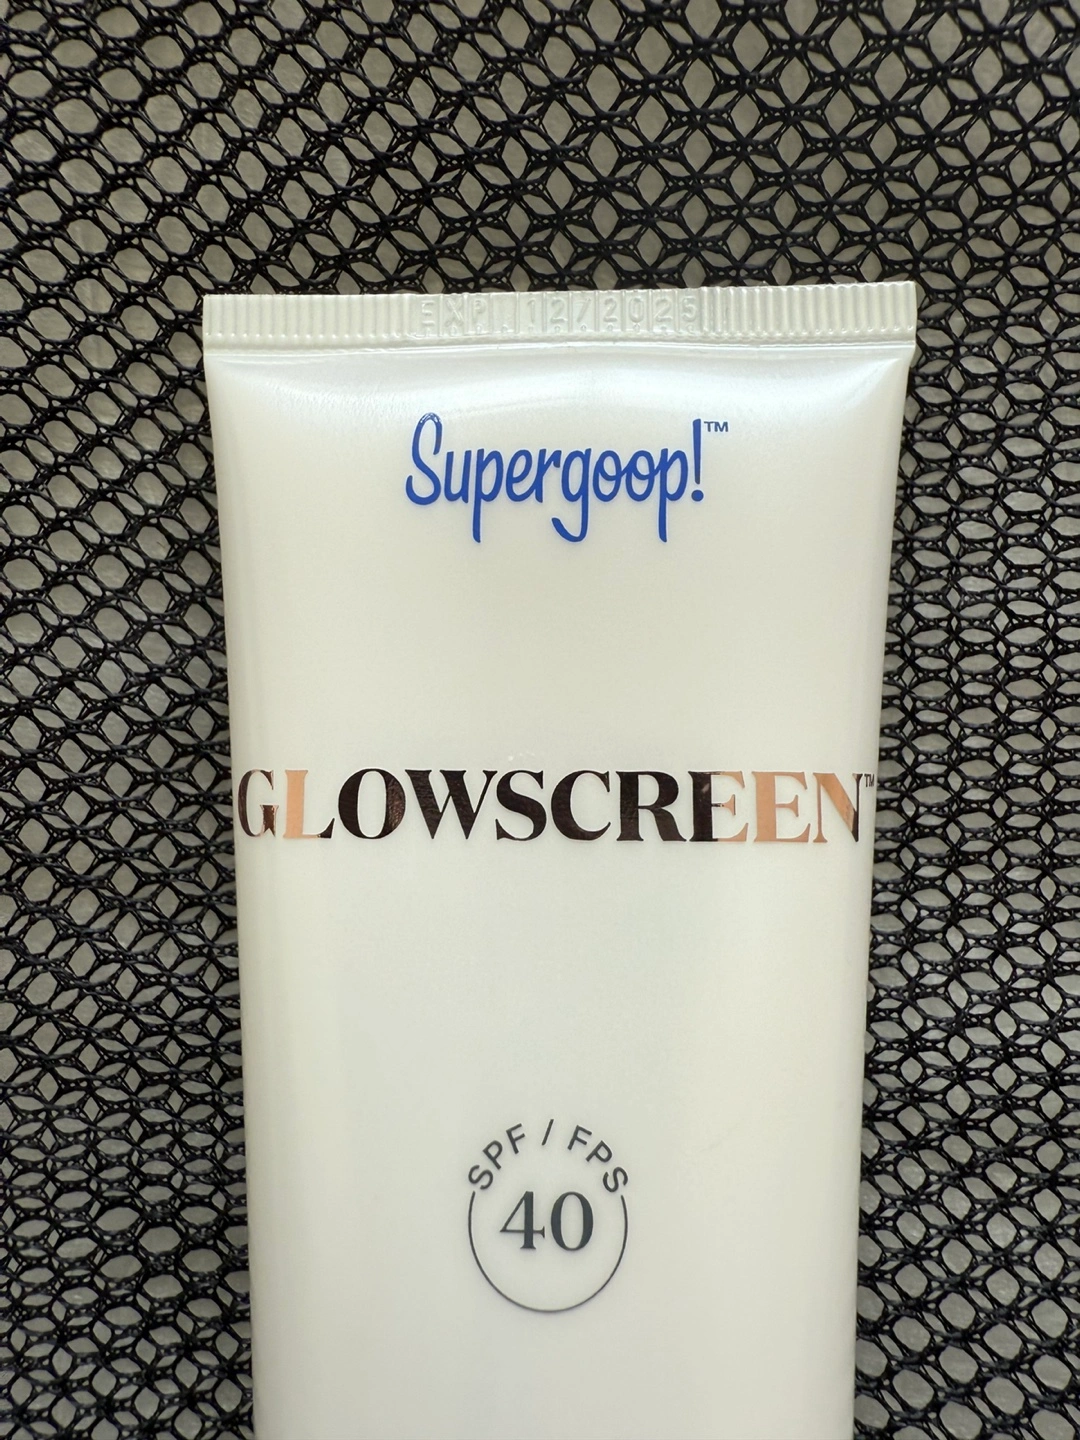 EXP. 12/2025
Supergoop!™
GLOWSCREEN™
SPF / FPS
40